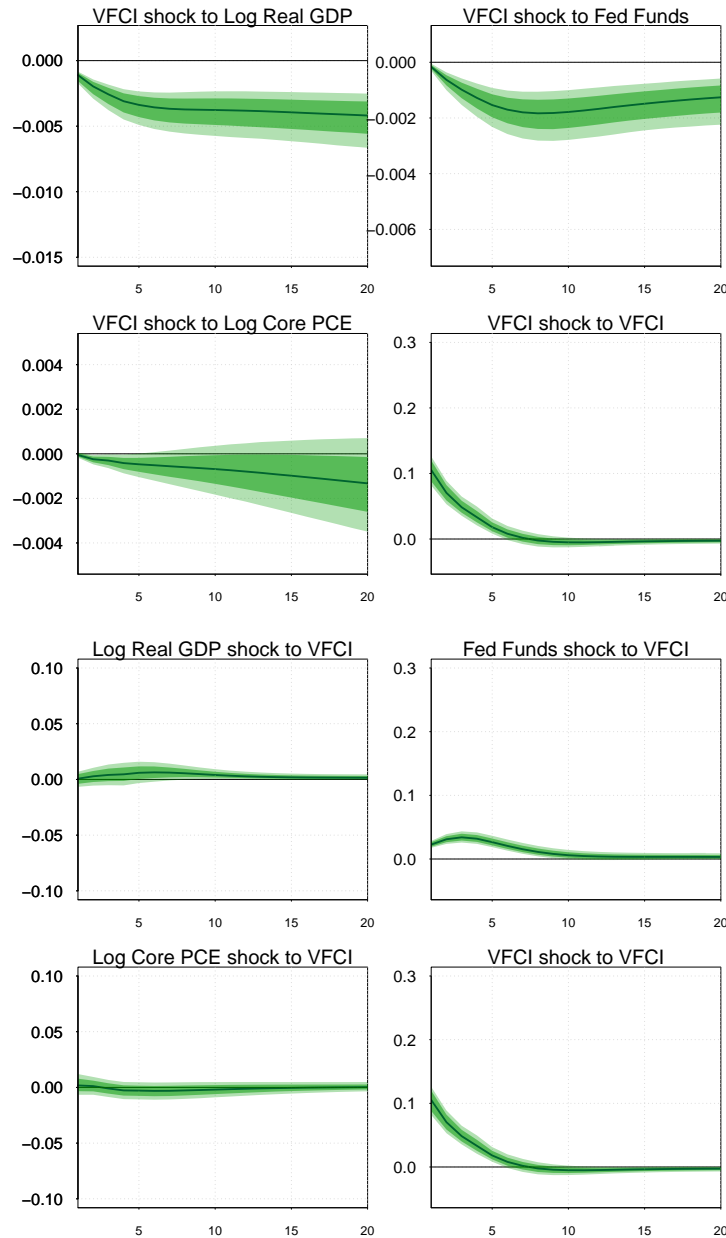 VFCI shock to Log Real GDP
0.000
−0.005
−0.010
−0.015
5 10 15 20
VFCI shock to Fed Funds
0.000
−0.002
−0.004
−0.006
5 10 15 20
VFCI shock to Log Core PCE
0.004
0.002
0.000
−0.002
−0.004
5 10 15 20
VFCI shock to VFCI
0.3
0.2
0.1
0.0
5 10 15 20
Log Real GDP shock to VFCI
0.10
0.05
0.00
−0.05
−0.10
5 10 15 20
Fed Funds shock to VFCI
0.3
0.2
0.1
0.0
5 10 15 20
Log Core PCE shock to VFCI
0.10
0.05
0.00
−0.05
−0.10
5 10 15 20
VFCI shock to VFCI
0.3
0.2
0.1
0.0
5 10 15 20